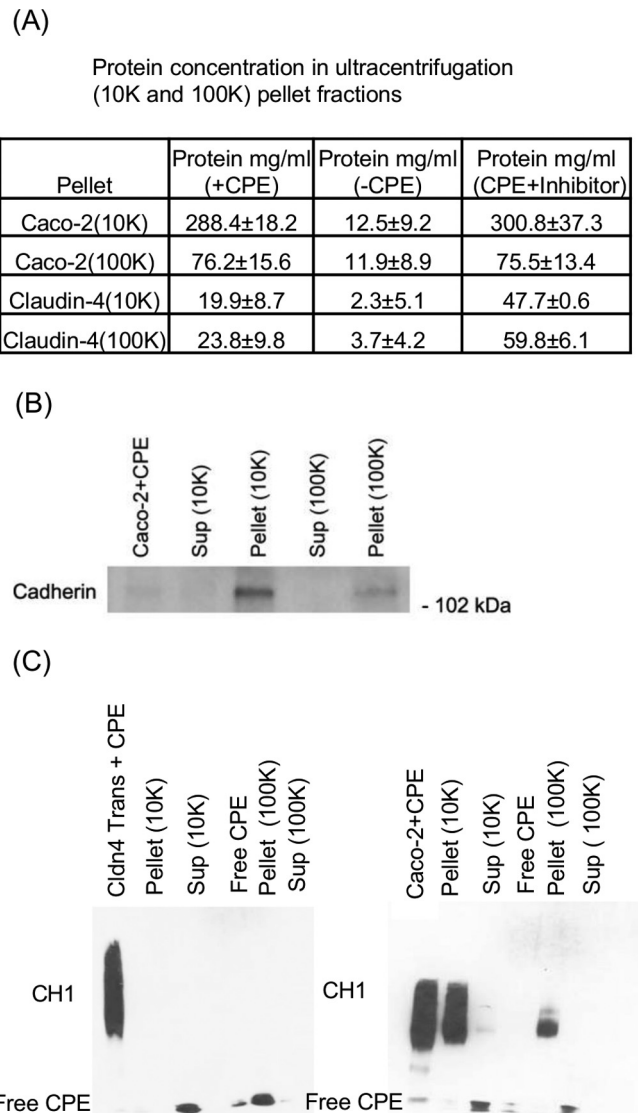 (A)
Protein concentration in ultracentrifugation
(10K and 100K) pellet fractions
Pellet Protein mg/ml (+CPE) Protein mg/ml (-CPE) Protein mg/ml (CPE+Inhibitor)
Caco-2(10K) 288.4±18.2 12.5±9.2 300.8±37.3
Caco-2(100K) 76.2±15.6 11.9±8.9 75.5±13.4
Claudin-4(10K) 19.9±8.7 2.3±5.1 47.7±0.6
Claudin-4(100K) 23.8±9.8 3.7±4.2 59.8±6.1
(B)
Caco-2+CPE
Sup (10K)
Pellet (10K)
Sup (100K)
Pellet (100K)
Cadherin
- 102 kDa
(C)
Cldn4 Trans + CPE
Pellet (10K)
Sup (10K)
Free CPE
Pellet (100K)
Sup (100K)
CH1
Free CPE
Caco-2+CPE
Pellet (10K)
Sup (10K)
Free CPE
Pellet (100K)
Sup ( 100K)
CH1
Free CPE